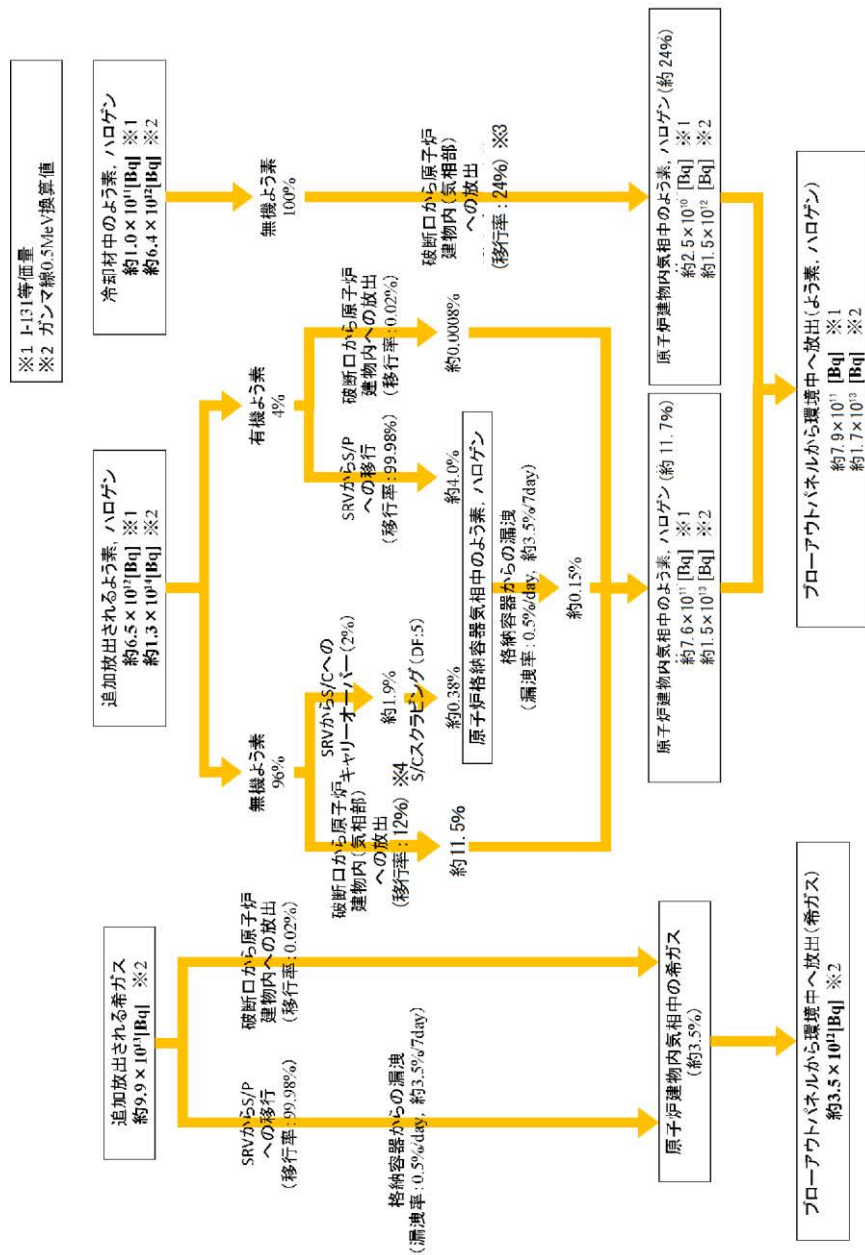 ※1 I-131等価量
※2 ガンマ線0.5MeV換算値
追加放出される希ガス
約9.9×10¹³[Bq] ※2
SRVからS/P
への移行
(移行率:99.98%)
破断口から原子炉
建物内への放出
(移行率:0.02%)
格納容器からの漏洩
(漏洩率:0.5%/day, 約3.5%/7day)
原子炉建物内気相中の希ガス
(約3.5%)
ブローアウトパネルから環境中へ放出(希ガス)
約3.5×10¹²[Bq] ※2
追加放出されるよう素, ハロゲン
約6.5×10¹²[Bq] ※1
約1.3×10¹⁴[Bq] ※2
無機よう素
96%
破断口から原子炉
建物内(気相部)
への放出
(移行率:12%) ※4
約11.5%
SRVからS/Cへの
キャリーオーバー(2%)
約1.9%
S/Cスクラビング(DF:5)
約0.38%
有機よう素
4%
SRVからS/P
への移行
(移行率:99.98%)
約4.0%
破断口から原子炉
建物内への放出
(移行率:0.02%)
約0.0008%
原子炉格納容器気相中のよう素, ハロゲン
格納容器からの漏洩
(漏洩率:0.5%/day, 約3.5%/7day)
約0.15%
原子炉建物内気相中のよう素, ハロゲン(約 11.7%)
約7.6×10¹¹ [Bq] ※1
約1.5×10¹³ [Bq] ※2
冷却材中のよう素, ハロゲン
約1.0×10¹¹[Bq] ※1
約6.4×10¹²[Bq] ※2
無機よう素
100%
破断口から原子炉
建物内(気相部)
への放出
(移行率:24%) ※3
原子炉建物内気相中のよう素, ハロゲン(約 24%)
約2.5×10¹⁰ [Bq] ※1
約1.5×10¹² [Bq] ※2
ブローアウトパネルから環境中へ放出(よう素, ハロゲン)
約7.9×10¹¹ [Bq] ※1
約1.7×10¹³ [Bq] ※2